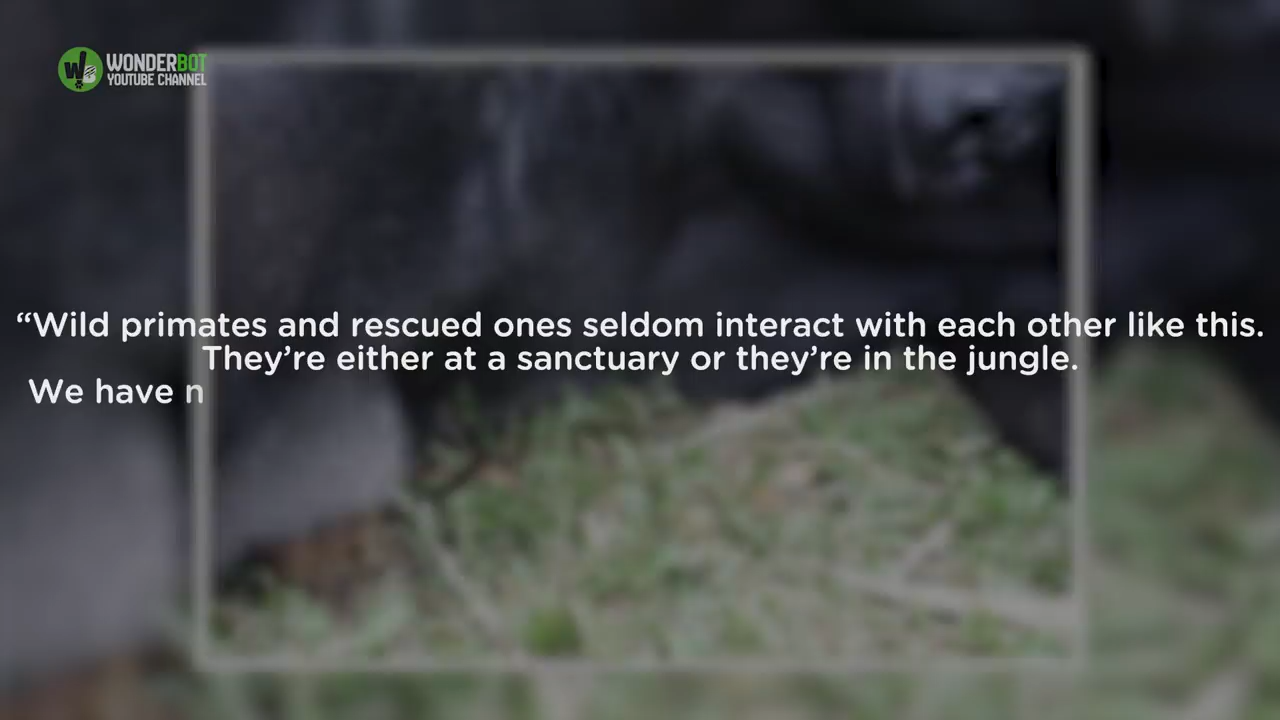 WONDERBOT
YOUTUBE CHANNEL
“Wild primates and rescued ones seldom interact with each other like this.
They’re either at a sanctuary or they’re in the jungle.
We have n